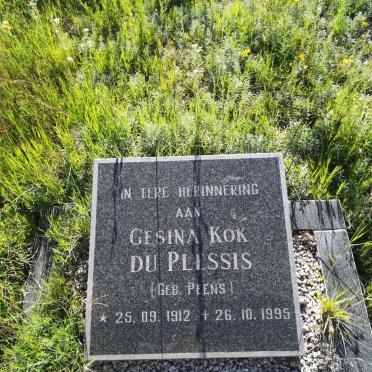 IN TERE HERINNERING
AAN
GESINA KOK
DU PLESSIS
(GEB. PEENS)
★ 25. 09. 1912 ✝ 26. 10. 1995